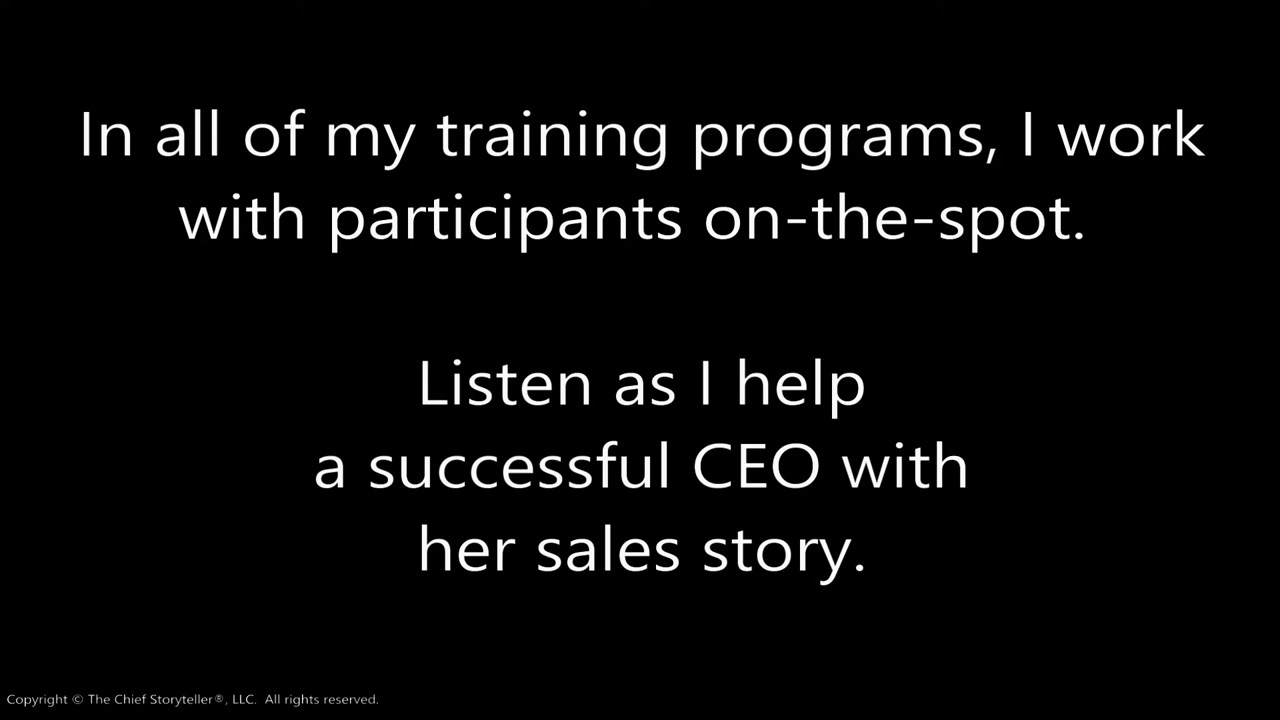 In all of my training programs, I work
with participants on-the-spot.
Listen as I help
a successful CEO with
her sales story.
Copyright © The Chief Storyteller®, LLC.  All rights reserved.